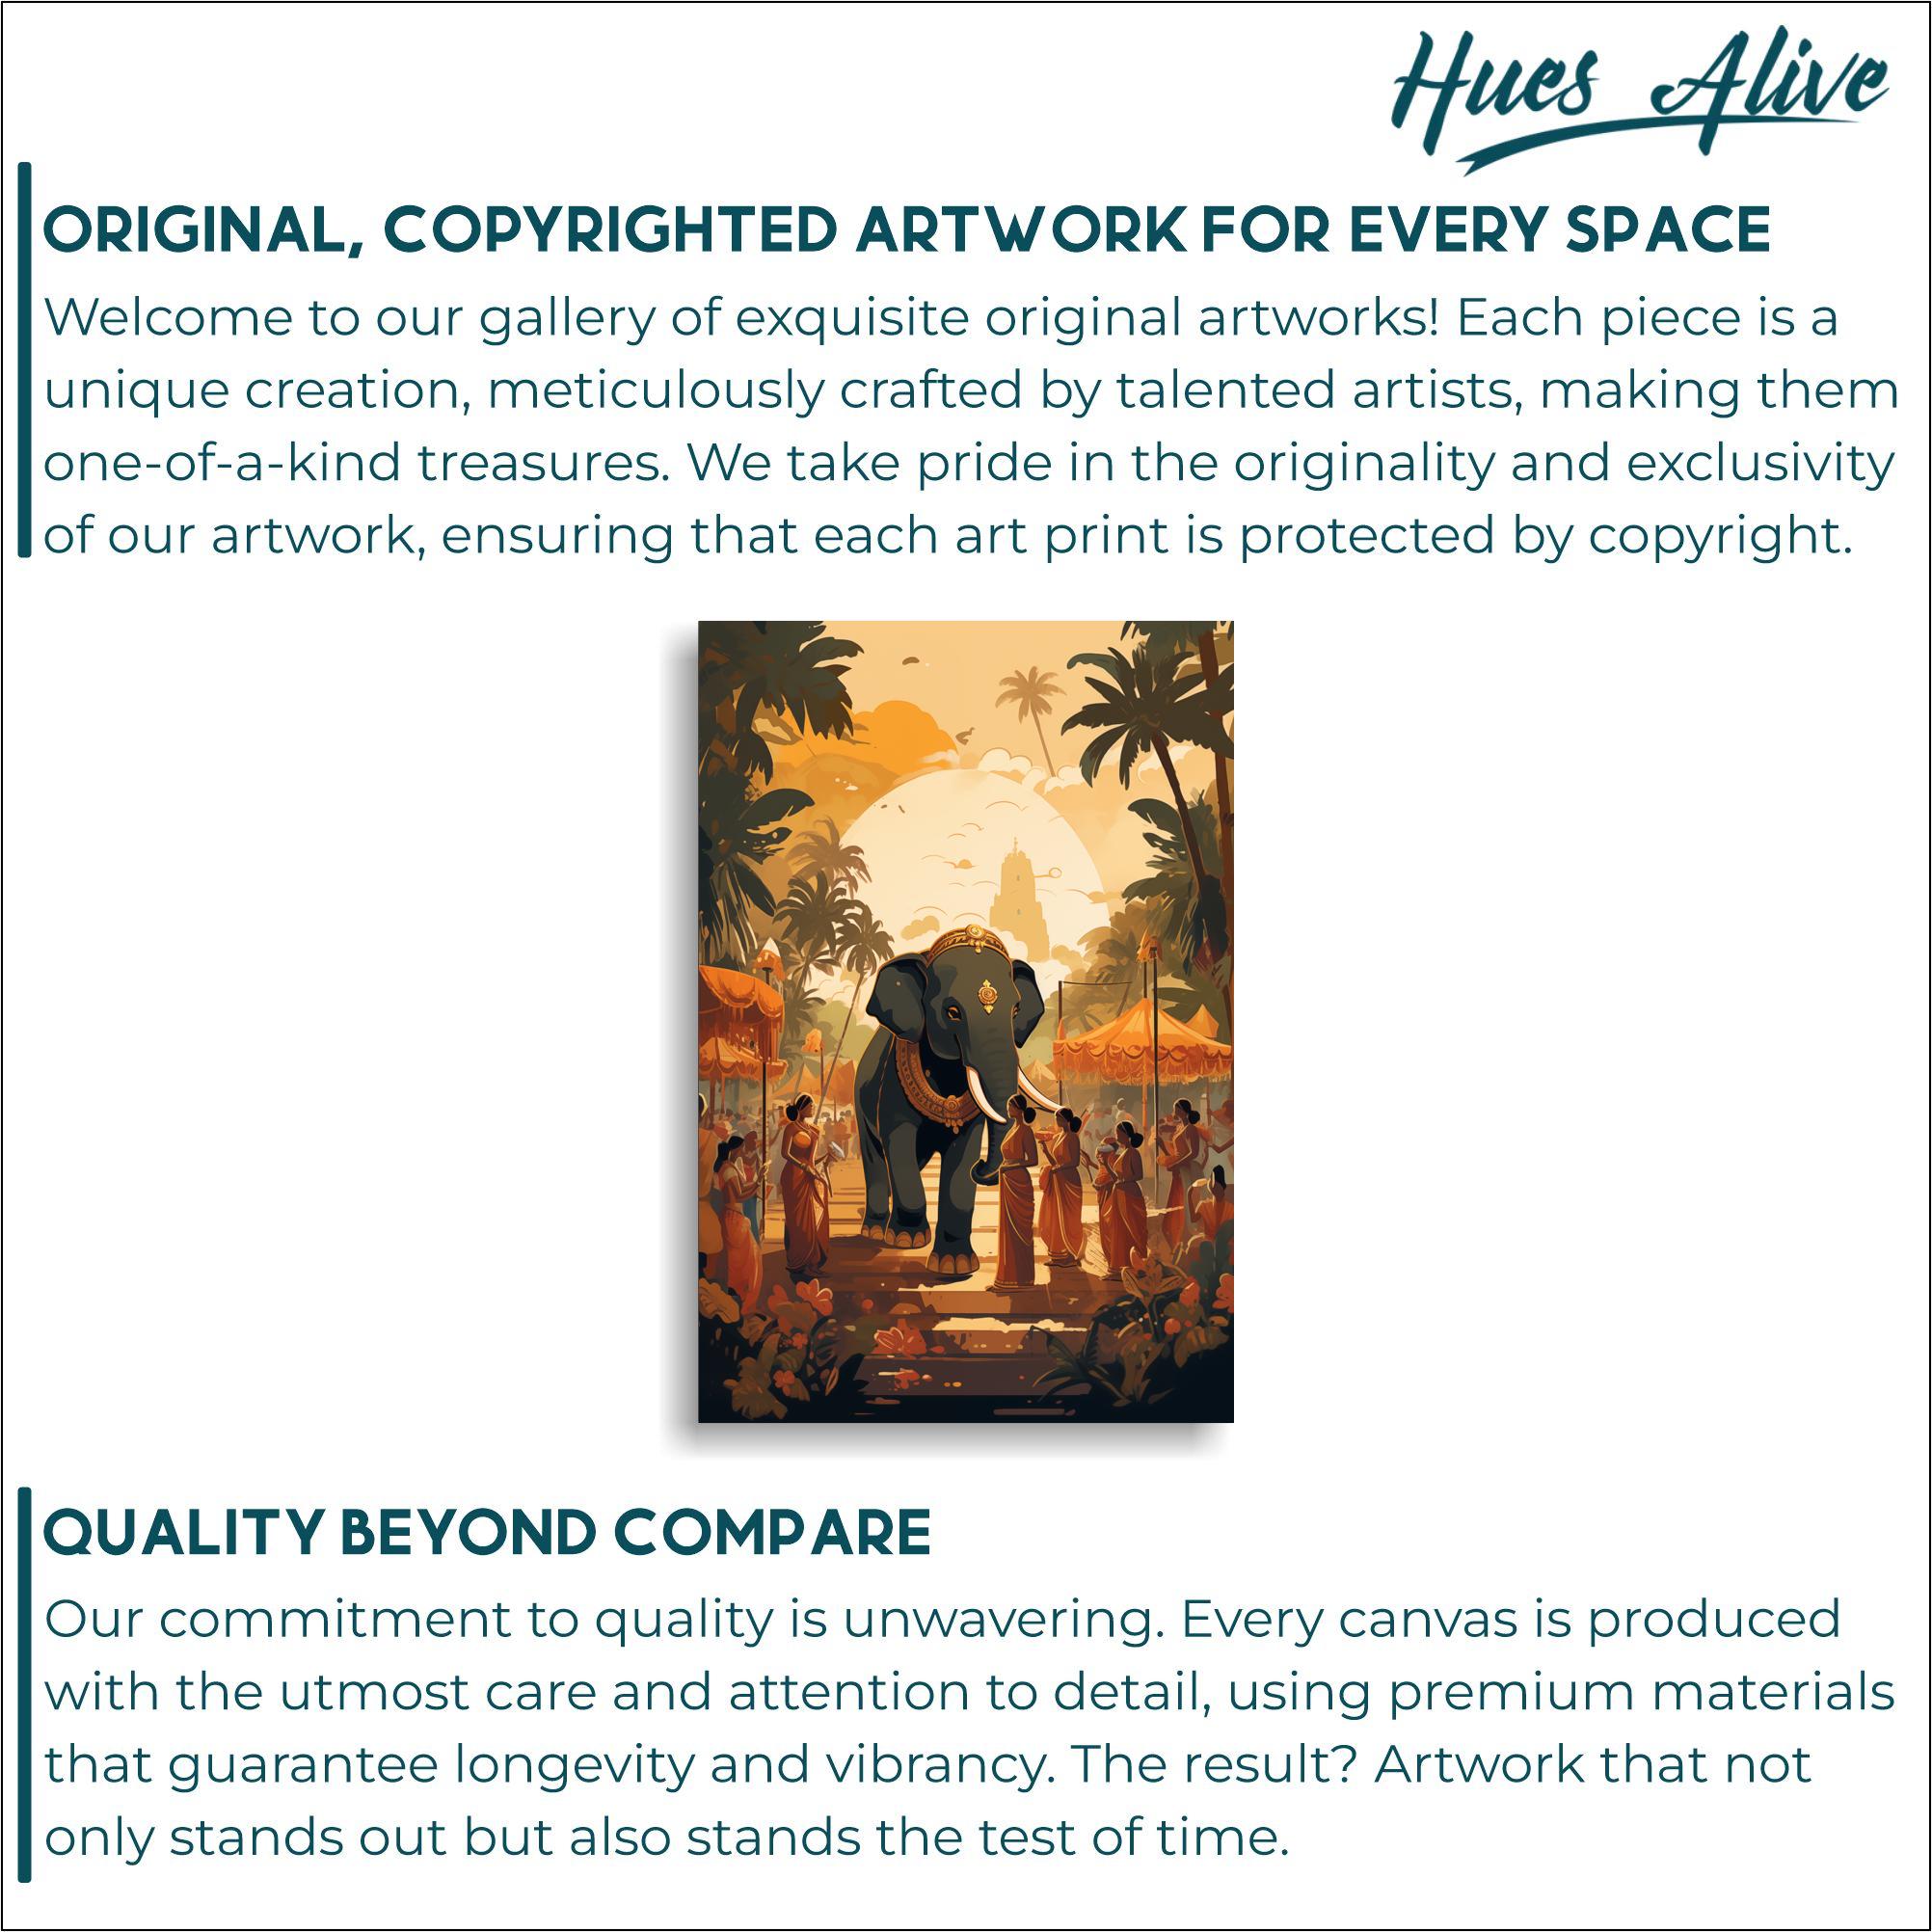 Hues Alive
ORIGINAL, COPYRIGHTED ARTWORK FOR EVERY SPACE
Welcome to our gallery of exquisite original artworks! Each piece is a
unique creation, meticulously crafted by talented artists, making them
one-of-a-kind treasures. We take pride in the originality and exclusivity
of our artwork, ensuring that each art print is protected by copyright.
QUALITY BEYOND COMPARE
Our commitment to quality is unwavering. Every canvas is produced
with the utmost care and attention to detail, using premium materials
that guarantee longevity and vibrancy. The result? Artwork that not
only stands out but also stands the test of time.